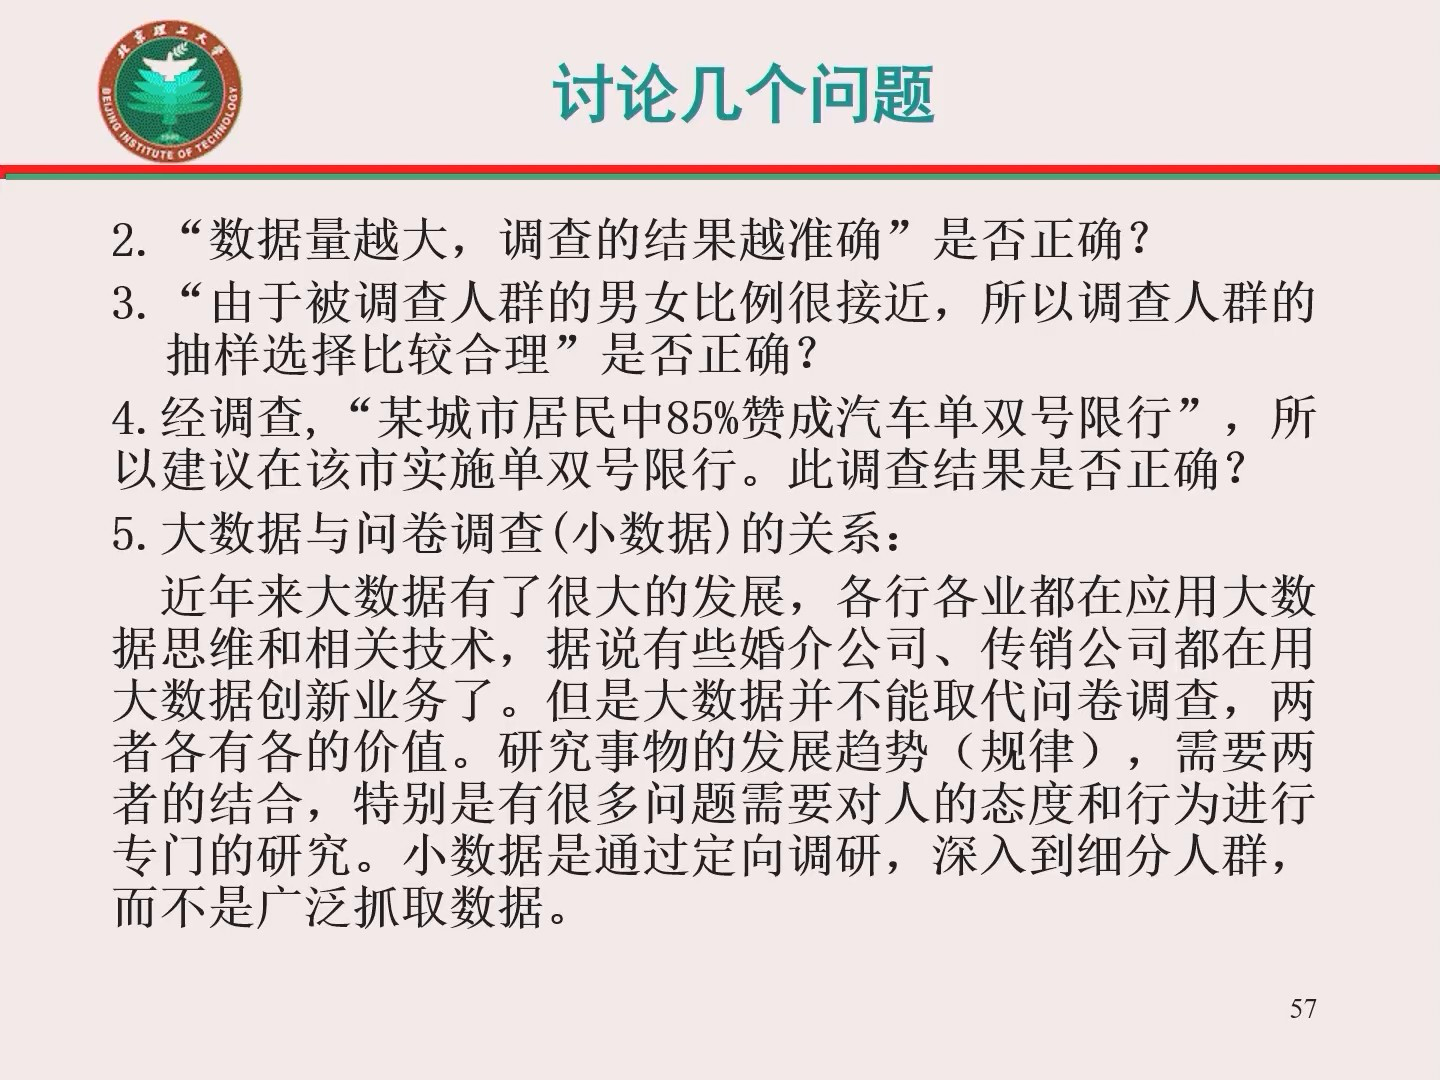 北京理工大学
BEIJING INSTITUTE OF TECHNOLOGY
1940
讨论几个问题
2.“数据量越大，调查的结果越准确”是否正确？
3.“由于被调查人群的男女比例很接近，所以调查人群的
抽样选择比较合理”是否正确？
4.经调查,“某城市居民中85%赞成汽车单双号限行”，所
以建议在该市实施单双号限行。此调查结果是否正确？
5.大数据与问卷调查(小数据)的关系：
近年来大数据有了很大的发展，各行各业都在应用大数
据思维和相关技术，据说有些婚介公司、传销公司都在用
大数据创新业务了。但是大数据并不能取代问卷调查，两
者各有各的价值。研究事物的发展趋势（规律），需要两
者的结合，特别是有很多问题需要对人的态度和行为进行
专门的研究。小数据是通过定向调研，深入到细分人群，
而不是广泛抓取数据。
57